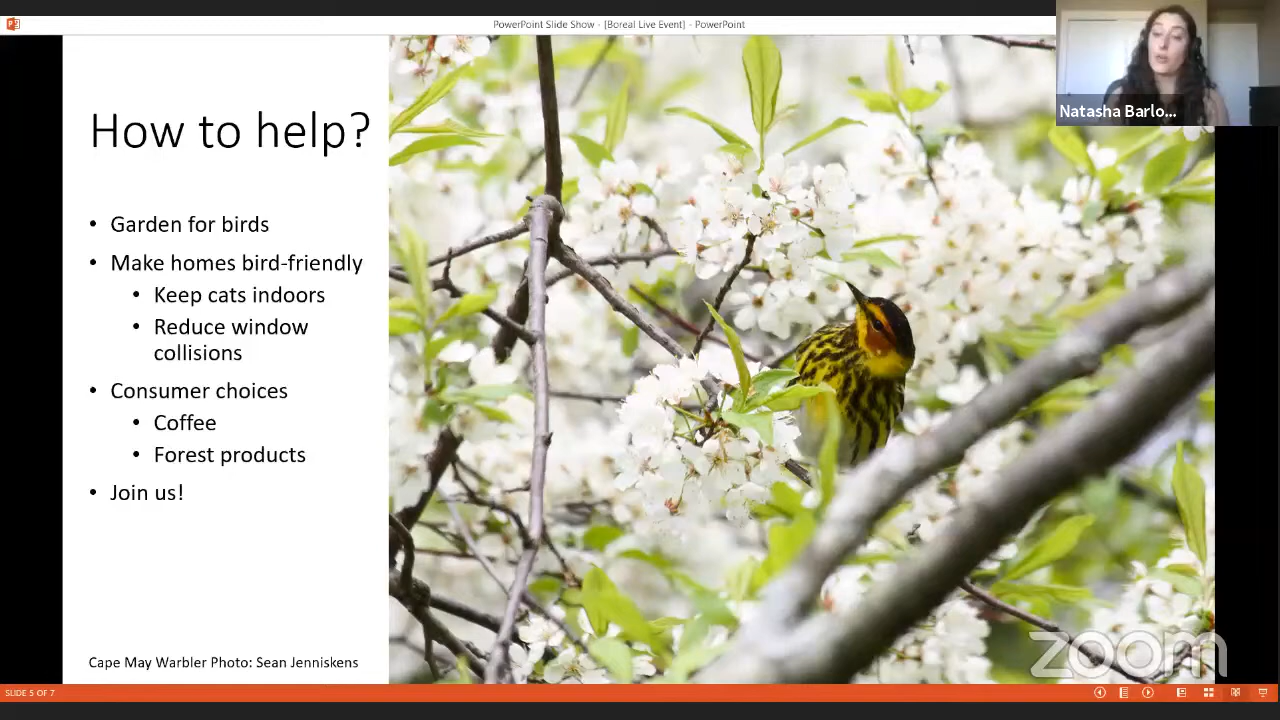 PowerPoint Slide Show - [Boreal Live Event] - PowerPoint
Natasha Barlo...
How to help?
• Garden for birds
• Make homes bird-friendly
• Keep cats indoors
• Reduce window
collisions
• Consumer choices
• Coffee
• Forest products
• Join us!
Cape May Warbler Photo: Sean Jenniskens
zoom
SLIDE 5 OF 7